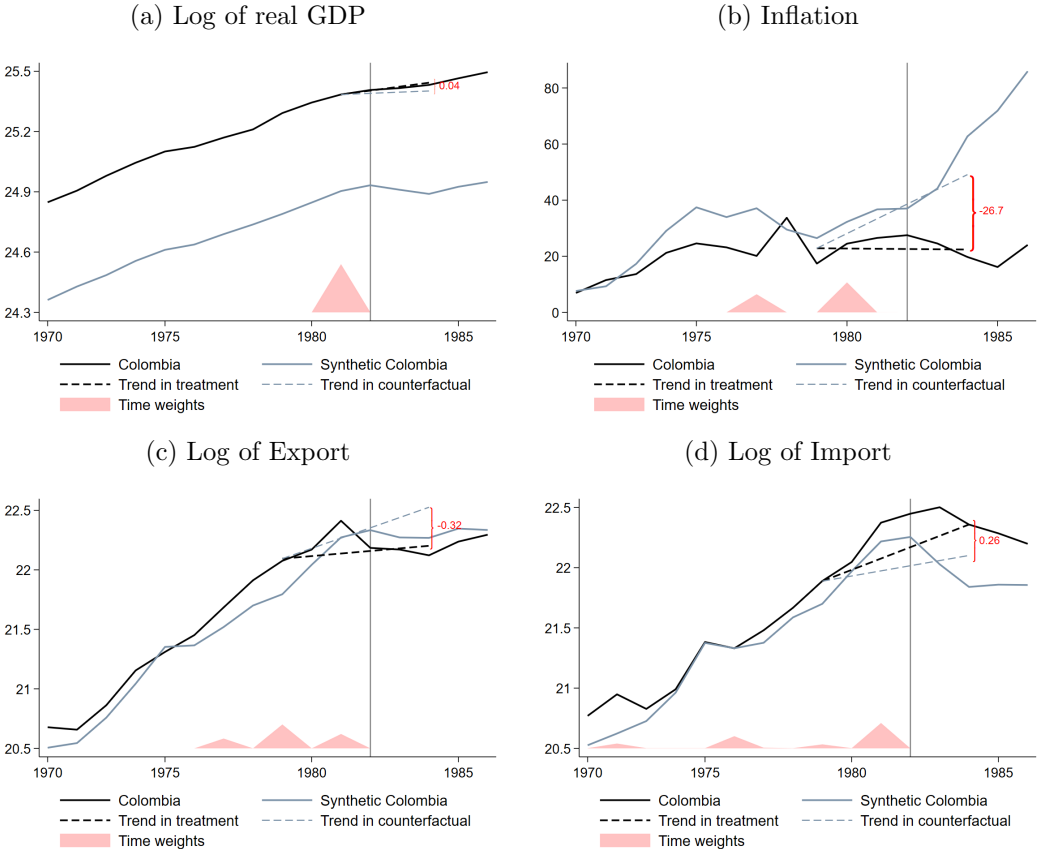 (a) Log of real GDP
25.5
25.2
24.9
24.6
24.3
0.04
1970 1975 1980 1985
Colombia Synthetic Colombia
Trend in treatment Trend in counterfactual
Time weights
(b) Inflation
80
60
40
20
0
-26.7
1970 1975 1980 1985
Colombia Synthetic Colombia
Trend in treatment Trend in counterfactual
Time weights
(c) Log of Export
22.5
22
21.5
21
20.5
-0.32
1970 1975 1980 1985
Colombia Synthetic Colombia
Trend in treatment Trend in counterfactual
Time weights
(d) Log of Import
22.5
22
21.5
21
20.5
0.26
1970 1975 1980 1985
Colombia Synthetic Colombia
Trend in treatment Trend in counterfactual
Time weights